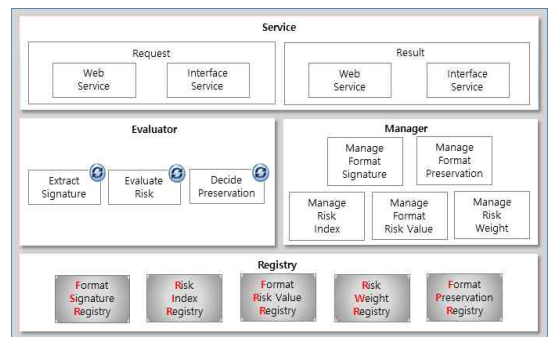 Service
Request
Web
Service
Interface
Service
Result
Web
Service
Interface
Service
Evaluator
Extract
Signature
Evaluate
Risk
Decide
Preservation
Manager
Manage
Format
Signature
Manage
Format
Preservation
Manage
Risk
Index
Manage
Format
Risk Value
Manage
Risk
Weight
Registry
Format
Signature
Registry
Risk
Index
Registry
Format
Risk Value
Registry
Risk
Weight
Registry
Format
Preservation
Registry